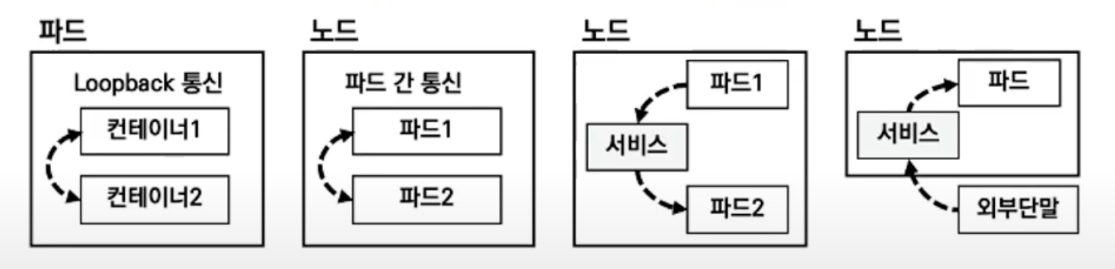 파드
Loopback 통신
컨테이너1
컨테이너2
노드
파드 간 통신
파드1
파드2
노드
파드1
서비스
파드2
노드
파드
서비스
외부단말